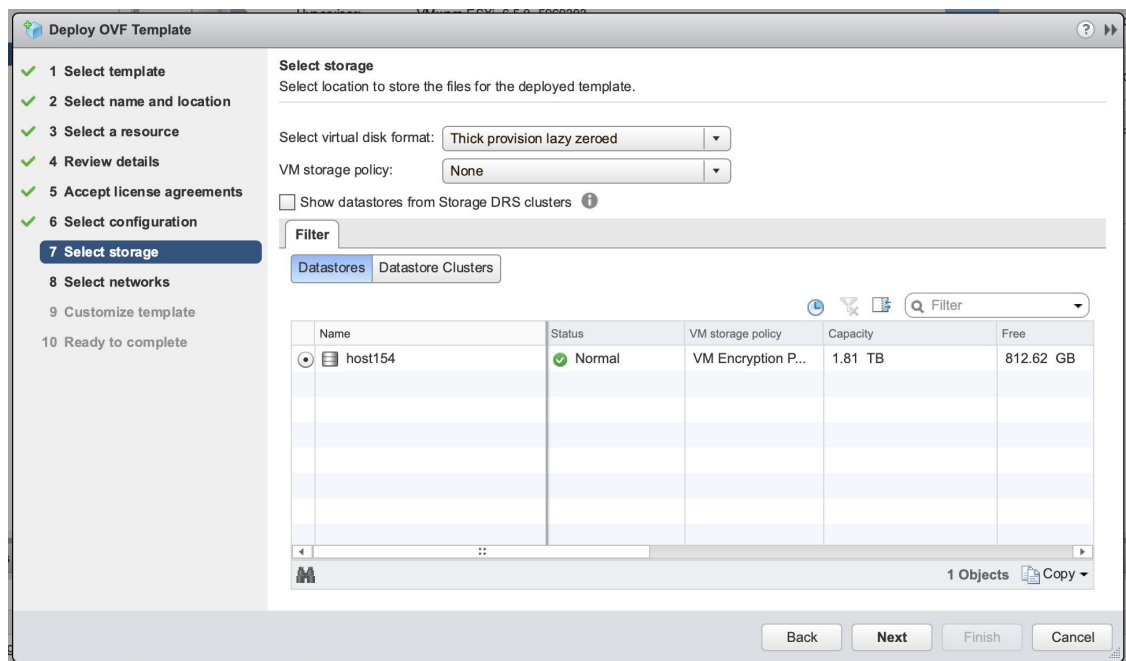 Deploy OVF Template
1 Select template
2 Select name and location
3 Select a resource
4 Review details
5 Accept license agreements
6 Select configuration
7 Select storage
8 Select networks
9 Customize template
10 Ready to complete
Select storage
Select location to store the files for the deployed template.
Select virtual disk format: Thick provision lazy zeroed
VM storage policy: None
Show datastores from Storage DRS clusters
Filter
Datastores Datastore Clusters
Filter
Name Status VM storage policy Capacity Free
host154 Normal VM Encryption P... 1.81 TB 812.62 GB
1 Objects Copy
Back Next Finish Cancel